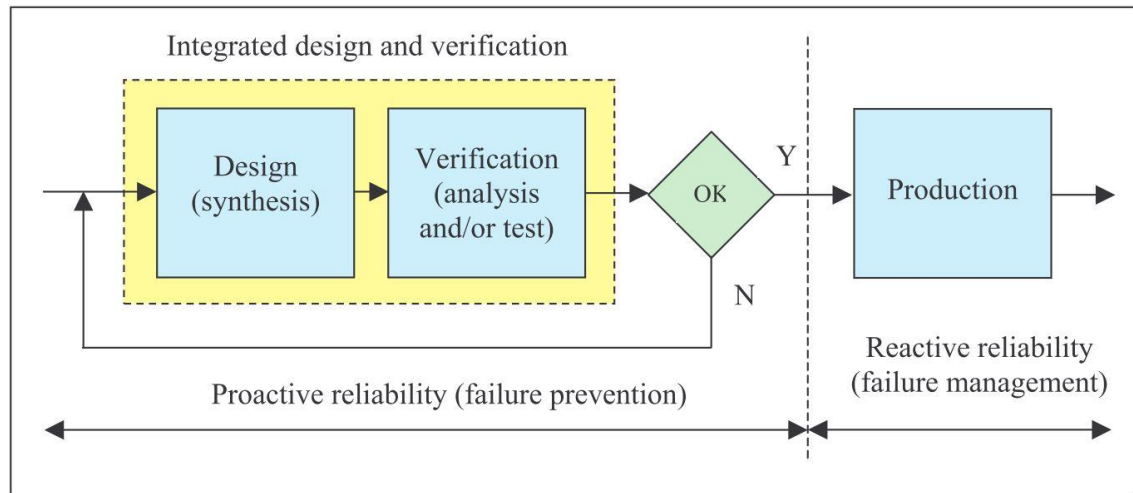 Integrated design and verification
Design
(synthesis)
Verification
(analysis
and/or test)
OK
Y
N
Production
Reactive reliability
(failure management)
Proactive reliability (failure prevention)